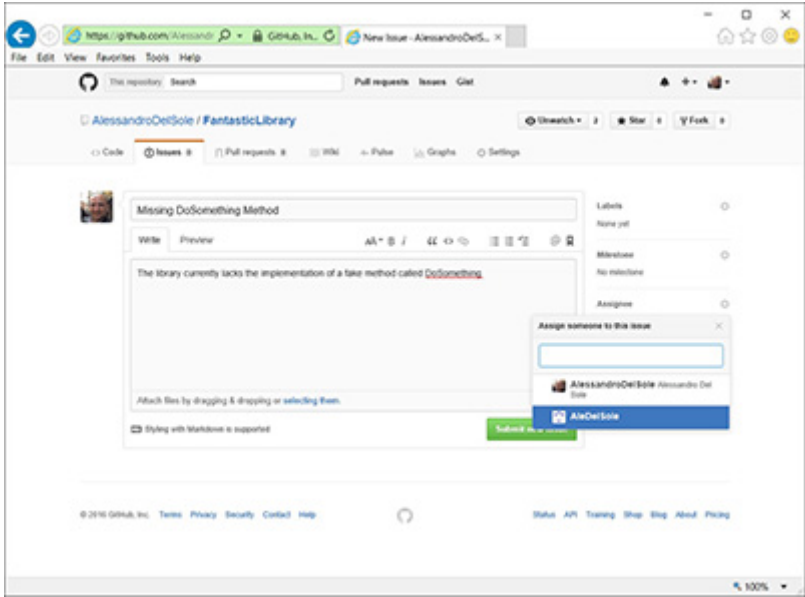 https://github.com/Alessandr
GitHub, In...
New Issue - AlessandroDelS...
File Edit View Favorites Tools Help
This repository Search Pull requests Issues Gist
AlessandroDelSole / FantasticLibrary
Unwatch 2 Star 0 Fork 0
Code Issues 0 Pull requests 0 Wiki Pulse Graphs Settings
Missing DoSomething Method
Labels
None yet
Write Preview
AA B i
Milestone
No milestone
The library currently lacks the implementation of a fake method called DoSomething
Assignee
Assign someone to this issue
AlessandroDelSole Alessandro Del
Sole
AleDelSole
Attach files by dragging & dropping or selecting them.
Styling with Markdown is supported
Submit new
© 2016 GitHub, Inc. Terms Privacy Security Contact Help
Status API Training Shop Blog About Pricing
100%